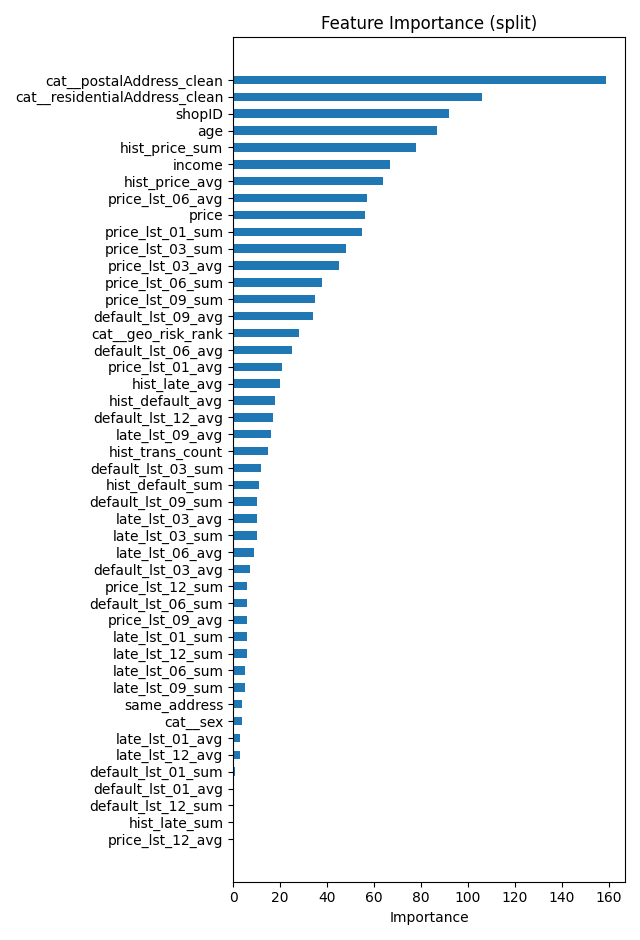 Feature Importance (split)
cat__postalAddress_clean
cat__residentialAddress_clean
shopID
age
hist_price_sum
income
hist_price_avg
price_lst_06_avg
price
price_lst_01_sum
price_lst_03_sum
price_lst_03_avg
price_lst_06_sum
price_lst_09_sum
default_lst_09_avg
cat__geo_risk_rank
default_lst_06_avg
price_lst_01_avg
hist_late_avg
hist_default_avg
default_lst_12_avg
late_lst_09_avg
hist_trans_count
default_lst_03_sum
hist_default_sum
default_lst_09_sum
late_lst_03_avg
late_lst_03_sum
late_lst_06_avg
default_lst_03_avg
price_lst_12_sum
default_lst_06_sum
price_lst_09_avg
late_lst_01_sum
late_lst_12_sum
late_lst_06_sum
late_lst_09_sum
same_address
cat__sex
late_lst_01_avg
late_lst_12_avg
default_lst_01_sum
default_lst_01_avg
default_lst_12_sum
hist_late_sum
price_lst_12_avg
0 20 40 60 80 100 120 140 160
Importance